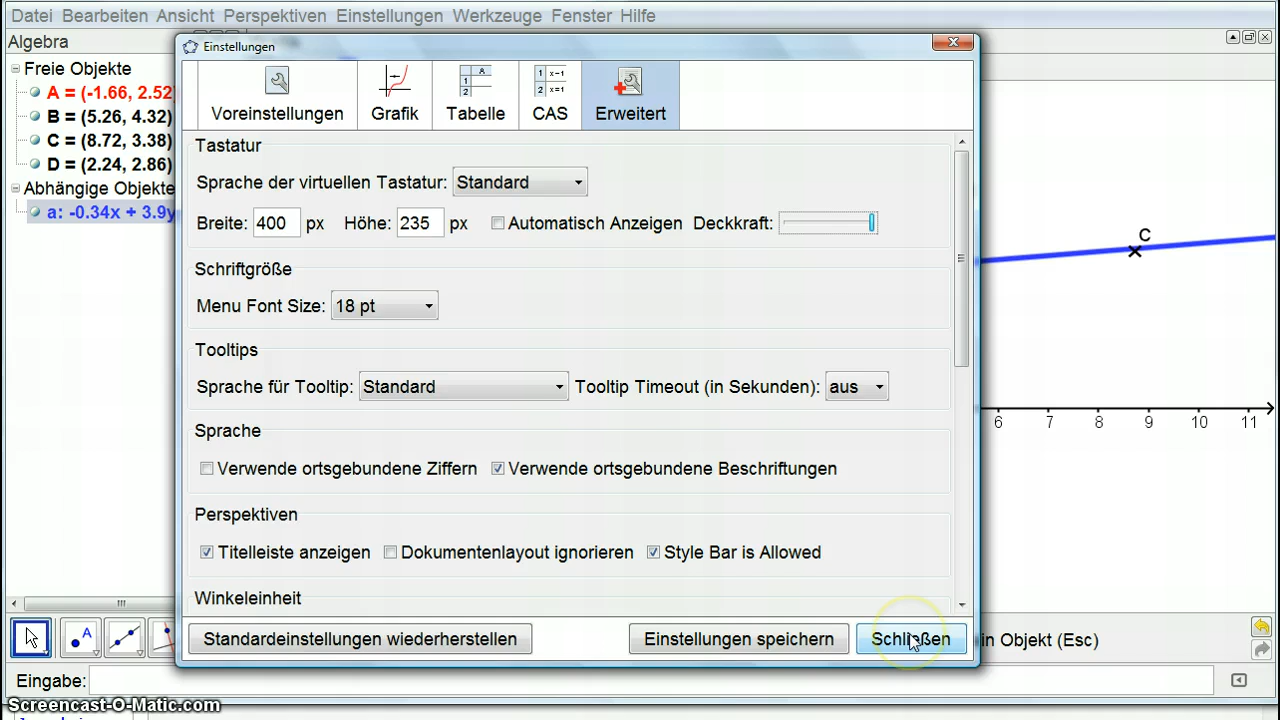 Datei Bearbeiten Ansicht Perspektiven Einstellungen Werkzeuge Fenster Hilfe
Algebra
Freie Objekte
A = (-1.66, 2.52
B = (5.26, 4.32)
C = (8.72, 3.38)
D = (2.24, 2.86)
Abhängige Objekte
a: -0.34x + 3.9y
Einstellungen
Voreinstellungen Grafik Tabelle CAS Erweitert
Tastatur
Sprache der virtuellen Tastatur: Standard
Breite: 400 px Höhe: 235 px Automatisch Anzeigen Deckkraft:
Schriftgröße
Menu Font Size: 18 pt
Tooltips
Sprache für Tooltip: Standard Tooltip Timeout (in Sekunden): aus
Sprache
Verwende ortsgebundene Ziffern Verwende ortsgebundene Beschriftungen
Perspektiven
Titelleiste anzeigen Dokumentenlayout ignorieren Style Bar is Allowed
Winkeleinheit
Standardeinstellungen wiederherstellen Einstellungen speichern Schließen
C
6 7 8 9 10 11
in Objekt (Esc)
Eingabe:
Screencast-O-Matic.com